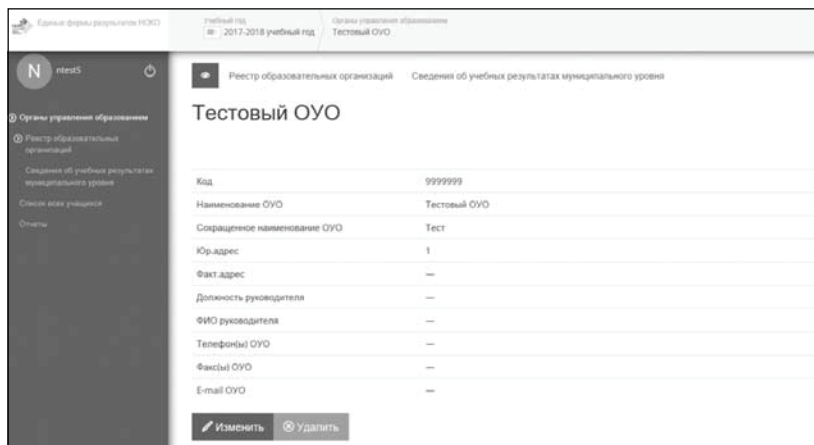 Единые формы результатов НОКО
Учебный год
2017-2018 учебный год
Органы управления образованием
Тестовый ОУО
N
ntest5
Органы управления образованием
Реестр образовательных
организаций
Сведения об учебных результатах
муниципального уровня
Список всех учащихся
Отчеты
Реестр образовательных организаций Сведения об учебных результатах муниципального уровня
Тестовый ОУО
Код 9999999
Наименование ОУО Тестовый ОУО
Сокращенное наименование ОУО Тест
Юр.адрес 1
Факт.адрес —
Должность руководителя —
ФИО руководителя —
Телефон(ы) ОУО —
Факс(ы) ОУО —
E-mail ОУО —
Изменить Удалить